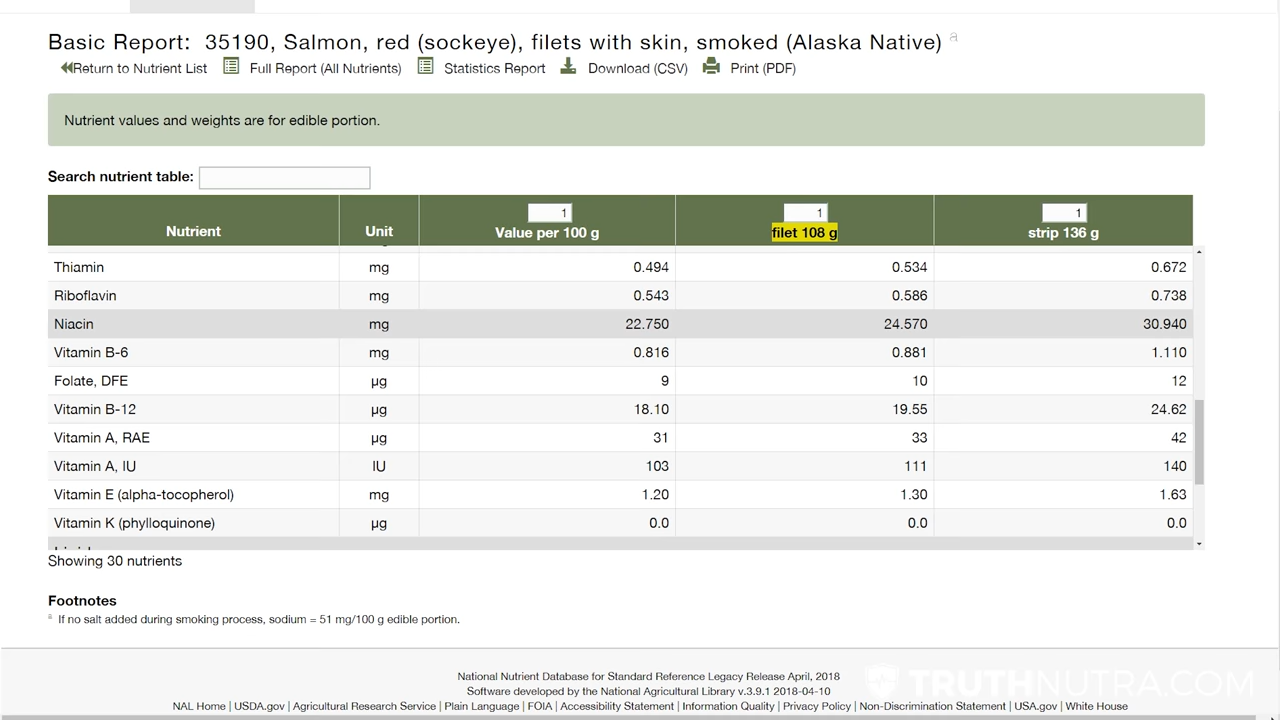 Basic Report: 35190, Salmon, red (sockeye), filets with skin, smoked (Alaska Native) a
Return to Nutrient List Full Report (All Nutrients) Statistics Report Download (CSV) Print (PDF)
Nutrient values and weights are for edible portion.
Search nutrient table:
1 1 1
Nutrient Unit Value per 100 g filet 108 g strip 136 g
Thiamin mg 0.494 0.534 0.672
Riboflavin mg 0.543 0.586 0.738
Niacin mg 22.750 24.570 30.940
Vitamin B-6 mg 0.816 0.881 1.110
Folate, DFE µg 9 10 12
Vitamin B-12 µg 18.10 19.55 24.62
Vitamin A, RAE µg 31 33 42
Vitamin A, IU IU 103 111 140
Vitamin E (alpha-tocopherol) mg 1.20 1.30 1.63
Vitamin K (phylloquinone) µg 0.0 0.0 0.0
Showing 30 nutrients
Footnotes
a If no salt added during smoking process, sodium = 51 mg/100 g edible portion.
National Nutrient Database for Standard Reference Legacy Release April, 2018
Software developed by the National Agricultural Library v.3.9.1 2018-04-10
NAL Home | USDA.gov | Agricultural Research Service | Plain Language | FOIA | Accessibility Statement | Information Quality | Privacy Policy | Non-Discrimination Statement | USA.gov | White House
TRUTHNUTRA.COM